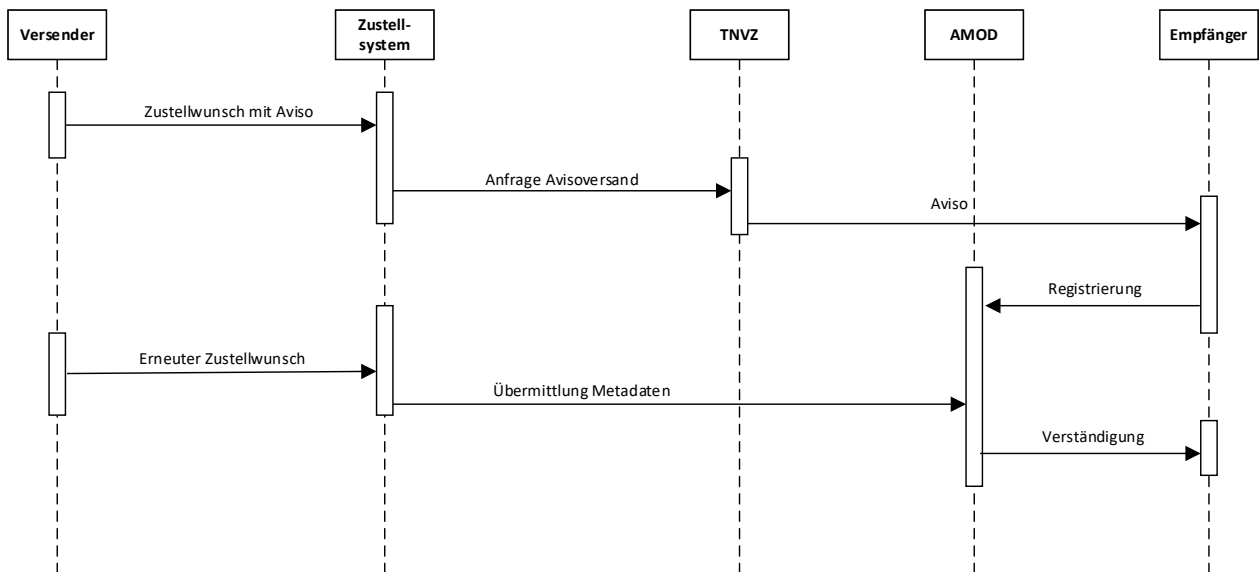 Versender
Zustell-
system
TNVZ
AMOD
Empfänger
Zustellwunsch mit Aviso
Anfrage Avisoversand
Aviso
Registrierung
Erneuter Zustellwunsch
Übermittlung Metadaten
Verständigung